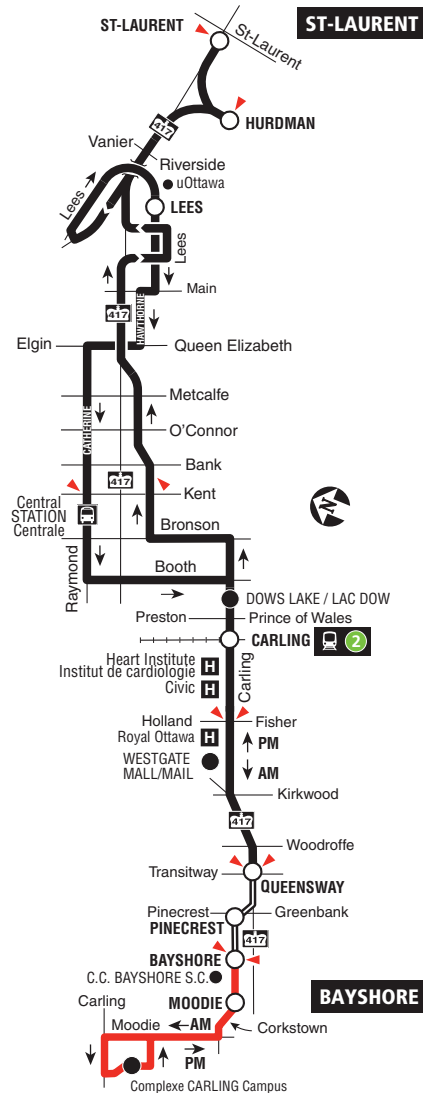 ST-LAURENT
ST-LAURENT
St-Laurent
417
HURDMAN
Vanier
Riverside
uOttawa
Lees
LEES
Lees
Main
417
HAWTHORNE
Elgin
Queen Elizabeth
Metcalfe
CATHERINE
O'Connor
Bank
417
Kent
Central
STATION
Centrale
N
Bronson
Raymond
Booth
DOWS LAKE / LAC DOW
Preston
Prince of Wales
CARLING
2
Heart Institute
Institut de cardiologie
H
Carling
Civic
H
Holland
Fisher
Royal Ottawa
H
PM
WESTGATE
MALL/MAIL
AM
Kirkwood
417
Woodroffe
Transitway
QUEENSWAY
Pinecrest
Greenbank
PINECREST
417
BAYSHORE
C.C. BAYSHORE S.C.
MOODIE
BAYSHORE
Carling
Moodie
AM
Corkstown
PM
Complexe CARLING Campus